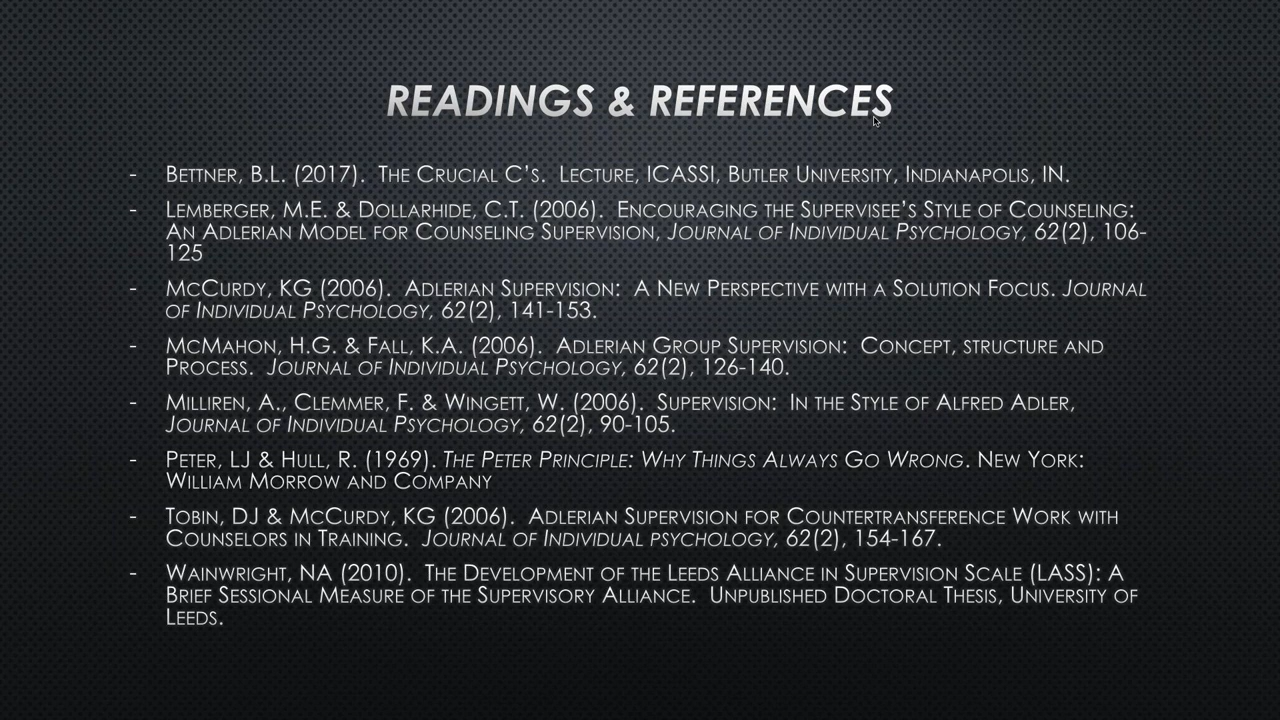 READINGS & REFERENCES
- BETTNER, B.L. (2017). THE CRUCIAL C'S. LECTURE, ICASSI, BUTLER UNIVERSITY, INDIANAPOLIS, IN.
- LEMBERGER, M.E. & DOLLARHIDE, C.T. (2006). ENCOURAGING THE SUPERVISEE'S STYLE OF COUNSELING:
AN ADLERIAN MODEL FOR COUNSELING SUPERVISION, JOURNAL OF INDIVIDUAL PSYCHOLOGY, 62(2), 106-
125
- MCCURDY, KG (2006). ADLERIAN SUPERVISION: A NEW PERSPECTIVE WITH A SOLUTION FOCUS. JOURNAL
OF INDIVIDUAL PSYCHOLOGY, 62(2), 141-153.
- MCMAHON, H.G. & FALL, K.A. (2006). ADLERIAN GROUP SUPERVISION: CONCEPT, STRUCTURE AND
PROCESS. JOURNAL OF INDIVIDUAL PSYCHOLOGY, 62(2), 126-140.
- MILLIREN, A., CLEMMER, F. & WINGETT, W. (2006). SUPERVISION: IN THE STYLE OF ALFRED ADLER,
JOURNAL OF INDIVIDUAL PSYCHOLOGY, 62(2), 90-105.
- PETER, LJ & HULL, R. (1969). THE PETER PRINCIPLE: WHY THINGS ALWAYS GO WRONG. NEW YORK:
WILLIAM MORROW AND COMPANY
- TOBIN, DJ & MCCURDY, KG (2006). ADLERIAN SUPERVISION FOR COUNTERTRANSFERENCE WORK WITH
COUNSELORS IN TRAINING. JOURNAL OF INDIVIDUAL PSYCHOLOGY, 62(2), 154-167.
- WAINWRIGHT, NA (2010). THE DEVELOPMENT OF THE LEEDS ALLIANCE IN SUPERVISION SCALE (LASS): A
BRIEF SESSIONAL MEASURE OF THE SUPERVISORY ALLIANCE. UNPUBLISHED DOCTORAL THESIS, UNIVERSITY OF
LEEDS.